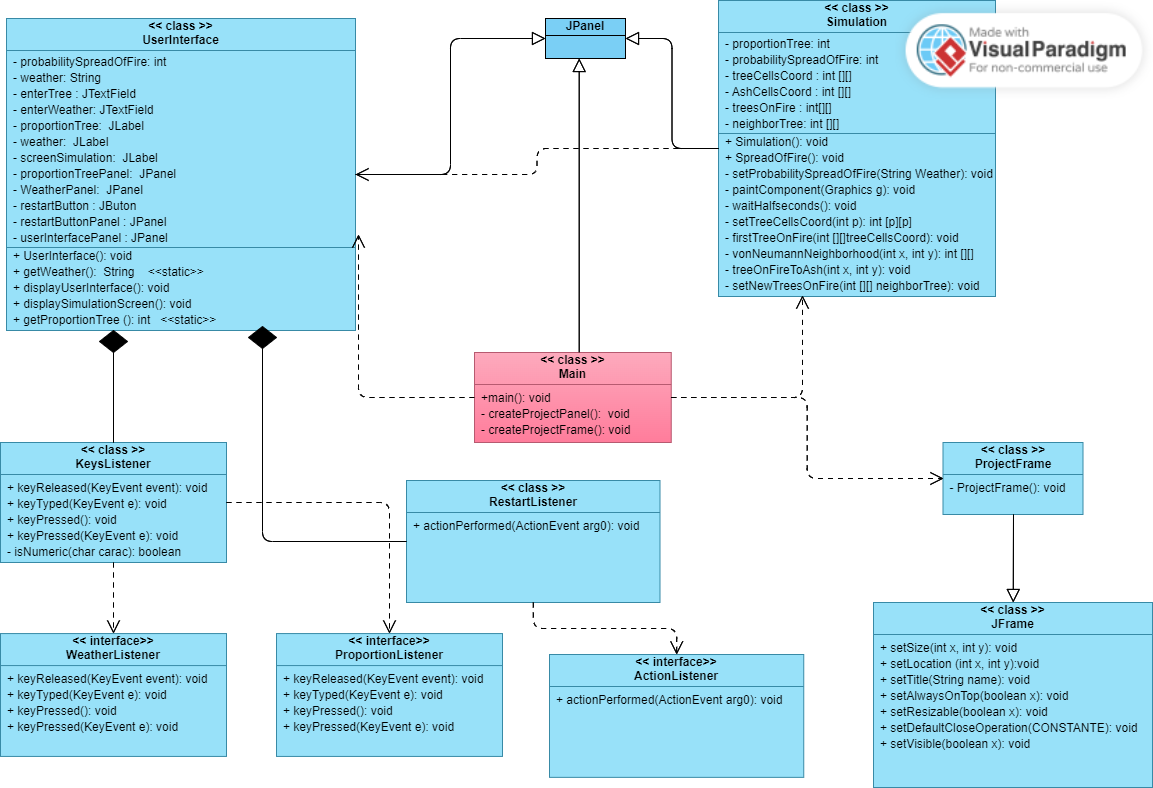 << class >>
UserInterface
- probabilitySpreadOfFire: int
- weather: String
- enterTree : JTextField
- enterWeather: JTextField
- proportionTree:  JLabel
- weather:  JLabel
- screenSimulation:  JLabel
- proportionTreePanel:  JPanel
- WeatherPanel:  JPanel
- restartButton : JButon
- restartButtonPanel : JPanel
- userInterfacePanel : JPanel
+ UserInterface(): void
+ getWeather():  String    <<static>>
+ displayUserInterface(): void
+ displaySimulationScreen(): void
+ getProportionTree (): int   <<static>>
JPanel
<< class >>
Simulation
- proportionTree: int
- probabilitySpreadOfFire: int
- treeCellsCoord : int [][]
- AshCellsCoord : int [][]
- treesOnFire : int[][]
- neighborTree: int [][]
+ Simulation(): void
+ SpreadOfFire(): void
- setProbabilitySpreadOfFire(String Weather): void
- paintComponent(Graphics g): void
- waitHalfseconds(): void
- setTreeCellsCoord(int p): int [p][p]
- firstTreeOnFire(int [][]treeCellsCoord): void
- vonNeumannNeighborhood(int x, int y): int [][]
- treeOnFireToAsh(int x, int y): void
- setNewTreesOnFire(int [][] neighborTree): void
Made with
VisualParadigm
For non-commercial use
<< class >>
Main
+main(): void
- createProjectPanel():  void
- createProjectFrame(): void
<< class >>
KeysListener
+ keyReleased(KeyEvent event): void
+ keyTyped(KeyEvent e): void
+ keyPressed(): void
+ keyPressed(KeyEvent e): void
- isNumeric(char carac): boolean
<< class >>
RestartListener
+ actionPerformed(ActionEvent arg0): void
<< class >>
ProjectFrame
- ProjectFrame(): void
<< interface>>
WeatherListener
+ keyReleased(KeyEvent event): void
+ keyTyped(KeyEvent e): void
+ keyPressed(): void
+ keyPressed(KeyEvent e): void
<< interface>>
ProportionListener
+ keyReleased(KeyEvent event): void
+ keyTyped(KeyEvent e): void
+ keyPressed(): void
+ keyPressed(KeyEvent e): void
<< interface>>
ActionListener
+ actionPerformed(ActionEvent arg0): void
<< class >>
JFrame
+ setSize(int x, int y): void
+ setLocation (int x, int y):void
+ setTitle(String name): void
+ setAlwaysOnTop(boolean x): void
+ setResizable(boolean x): void
+ setDefaultCloseOperation(CONSTANTE): void
+ setVisible(boolean x): void